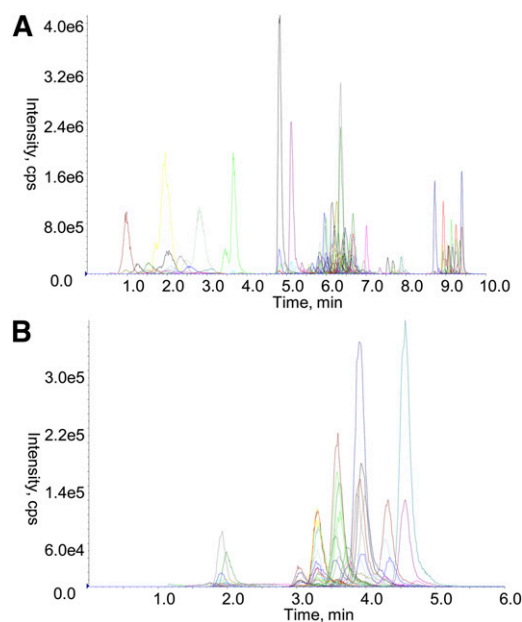 A
4.0e6
3.2e6
2.4e6
1.6e6
8.0e5
0.0
Intensity, cps
1.0 2.0 3.0 4.0 5.0 6.0 7.0 8.0 9.0 10.0
Time, min
B
3.0e5
2.2e5
1.4e5
6.0e4
0.0
Intensity, cps
1.0 2.0 3.0 4.0 5.0 6.0
Time, min